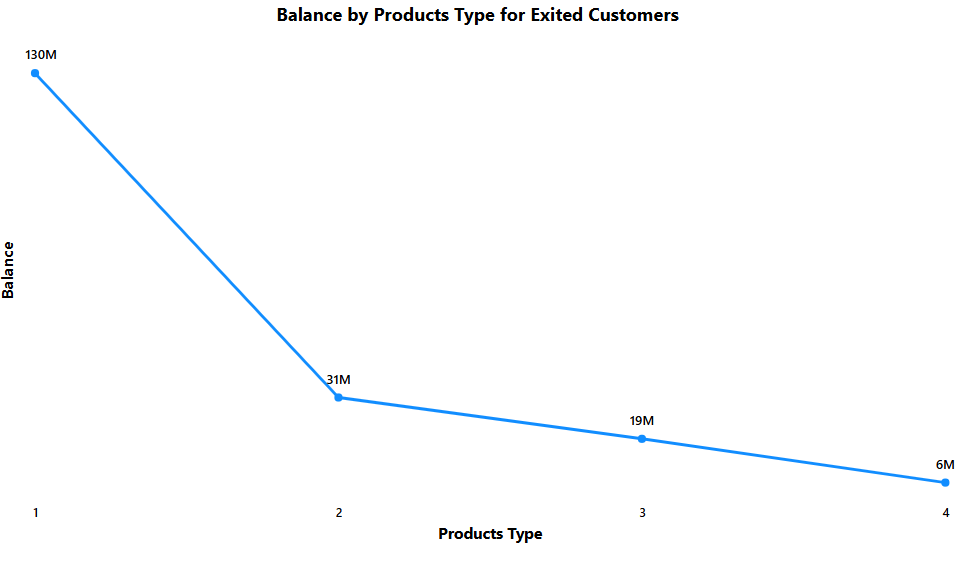 Balance by Products Type for Exited Customers
130M
31M
19M
6M
Balance
1 2 3 4
Products Type